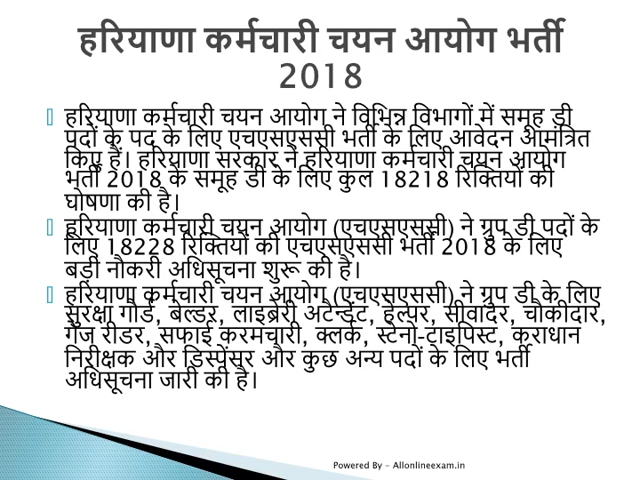 हरियाणा कर्मचारी चयन आयोग भर्ती
2018
हरियाणा कर्मचारी चयन आयोग ने विभिन्न विभागों में समूह डी
पदों के पद के लिए एचएसएससी भर्ती के लिए आवेदन आमंत्रित
किए हैं। हरियाणा सरकार ने हरियाणा कर्मचारी चयन आयोग
भर्ती 2018 के समूह डी के लिए कुल 18218 रिक्तियों की
घोषणा की है।
हरियाणा कर्मचारी चयन आयोग (एचएसएससी) ने ग्रुप डी पदों के
लिए 18228 रिक्तियों की एचएसएससी भर्ती 2018 के लिए
बड़ी नौकरी अधिसूचना शुरू की है।
हरियाणा कर्मचारी चयन आयोग (एचएसएससी) ने ग्रुप डी के लिए
सुरक्षा गार्ड, बेल्डर, लाइब्रेरी अटैन्डेंट, हेल्पर, सीवादर, चौकीदार,
गेज रीडर, सफाई करमचारी, क्लर्क, स्टेनो-टाइपिस्ट, कराधान
निरीक्षक और डिस्पेंसर और कुछ अन्य पदों के लिए भर्ती
अधिसूचना जारी की है।
Powered By - Allonlineexam.in